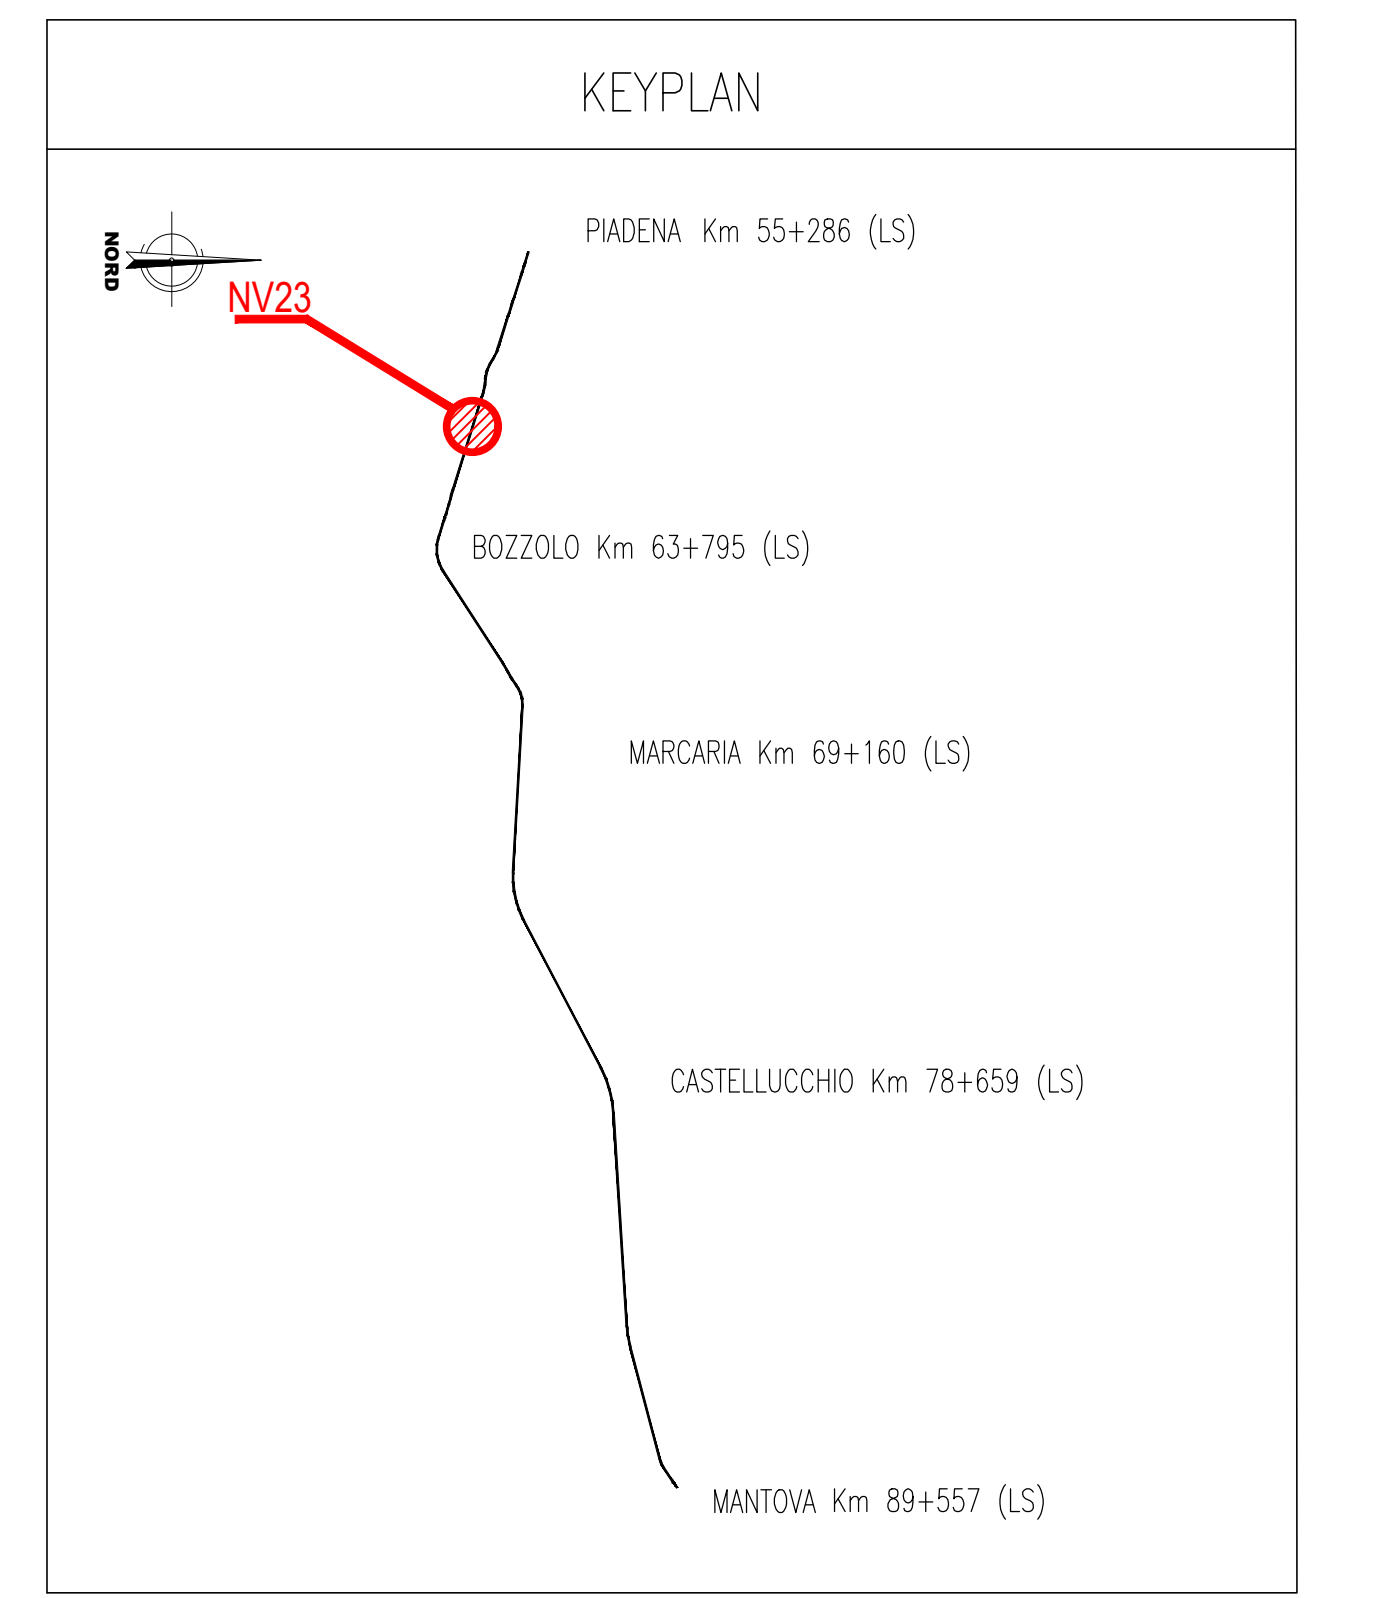 KEYPLAN
PIADENA Km 55+286 (LS)
NORD
NV23
BOZZOLO Km 63+795 (LS)
MARCARIA Km 69+160 (LS)
CASTELLUCCHIO Km 78+659 (LS)
MANTOVA Km 89+557 (LS)